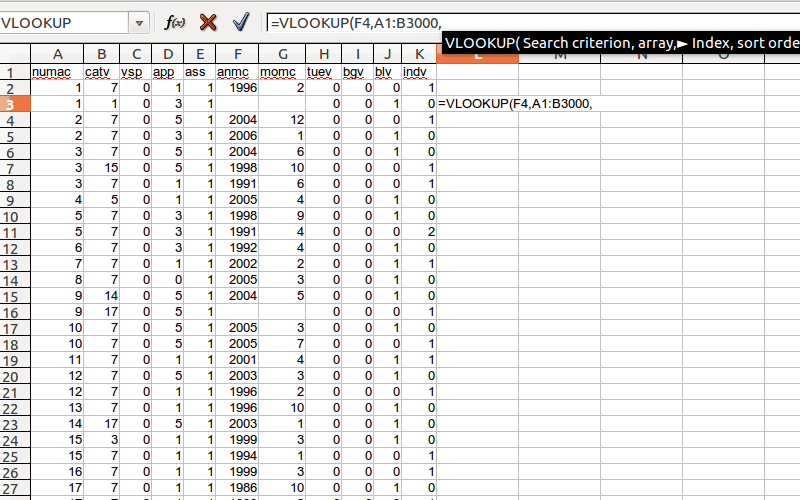 VLOOKUP f(x) =VLOOKUP(F4,A1:B3000,
VLOOKUP( Search criterion, array,► Index, sort orde
A B C D E F G H I J K L M N O
1 numac catv vsp app ass anmc momc tuev bgv blv indv
2 1 7 0 1 1 1996 2 0 0 0 1
3 1 1 0 3 1 0 0 1 0 =VLOOKUP(F4,A1:B3000,
4 2 7 0 5 1 2004 12 0 0 0 1
5 2 7 0 3 1 2006 1 0 0 1 0
6 3 7 0 5 1 2004 6 0 0 1 0
7 3 15 0 5 1 1998 10 0 0 0 1
8 3 7 0 1 1 1991 6 0 0 0 1
9 4 5 0 1 1 2005 4 0 0 1 0
10 5 7 0 3 1 1998 9 0 0 1 0
11 5 7 0 3 1 1991 4 0 0 0 2
12 6 7 0 3 1 1992 4 0 0 1 0
13 7 7 0 1 1 2002 2 0 0 1 1
14 8 7 0 0 1 2005 3 0 0 1 0
15 9 14 0 5 1 2004 5 0 0 1 0
16 9 17 0 5 1 0 0 0 1
17 10 7 0 5 1 2005 3 0 0 1 0
18 10 7 0 5 1 2005 7 0 0 0 1
19 11 7 0 1 1 2001 4 0 0 1 1
20 12 7 0 5 1 2003 3 0 0 1 0
21 12 7 0 1 1 1996 2 0 0 0 1
22 13 7 0 1 1 1996 10 0 0 1 0
23 14 17 0 5 1 2003 1 0 0 1 0
24 15 3 0 1 1 1999 3 0 0 1 0
25 15 7 0 1 1 1994 1 0 0 0 1
26 16 7 0 1 1 1999 3 0 0 1 0
27 17 7 0 1 1 1986 10 0 0 1 0